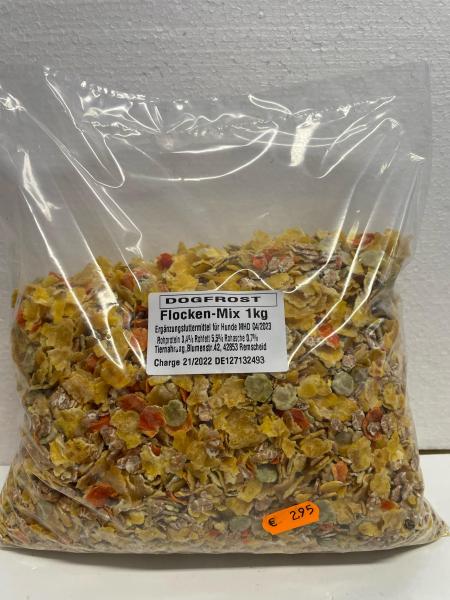 DOGFROST
Flocken-Mix 1kg
Ergänzungsfuttermittel für Hunde MHD 04/2023
Rohprotein 3,4% Rohfett 5,5% Rohasche 0,7%
Tiernahrung, Blumenstr.42, 42853 Remscheid
Charge 21/2022 DE127132493
€ 2,95